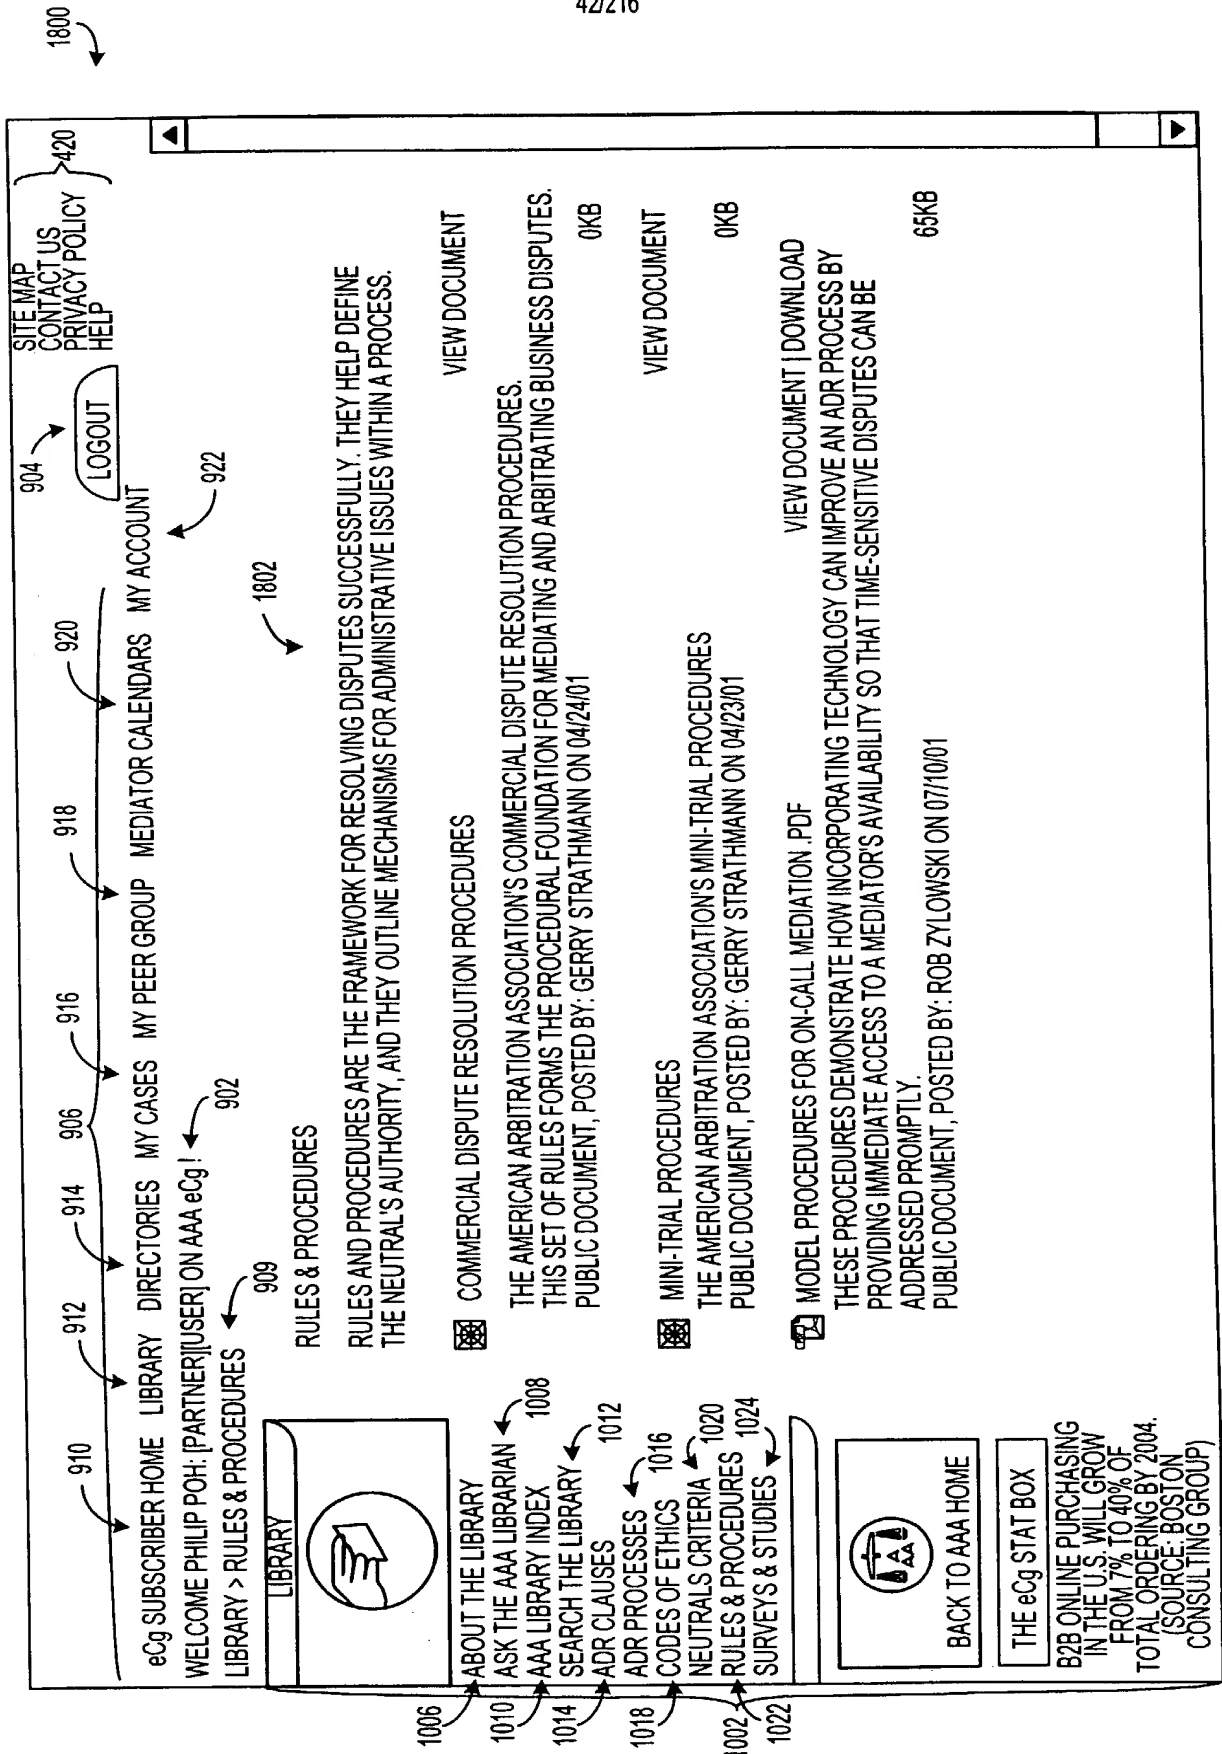 42/216
1800
SITE MAP
CONTACT US
PRIVACY POLICY
HELP
420
904
LOGOUT
906
910
912
914
916
918
920
922
eCg SUBSCRIBER HOME LIBRARY DIRECTORIES MY CASES MY PEER GROUP MEDIATOR CALENDARS MY ACCOUNT
WELCOME PHILIP POH: [PARTNER][USER] ON AAA eCg !
902
LIBRARY > RULES & PROCEDURES
909
1802
LIBRARY
1006
ABOUT THE LIBRARY
ASK THE AAA LIBRARIAN
1008
1010
AAA LIBRARY INDEX
SEARCH THE LIBRARY
1012
1014
ADR CLAUSES
ADR PROCESSES
1016
1018
CODES OF ETHICS
NEUTRALS CRITERIA
1020
1002
1022
RULES & PROCEDURES
SURVEYS & STUDIES
1024
AAA
BACK TO AAA HOME
THE eCg STAT BOX
B2B ONLINE PURCHASING
IN THE U.S. WILL GROW
FROM 7% TO 40% OF
TOTAL ORDERING BY 2004.
(SOURCE: BOSTON
CONSULTING GROUP)
RULES & PROCEDURES
RULES AND PROCEDURES ARE THE FRAMEWORK FOR RESOLVING DISPUTES SUCCESSFULLY. THEY HELP DEFINE
THE NEUTRAL'S AUTHORITY, AND THEY OUTLINE MECHANISMS FOR ADMINISTRATIVE ISSUES WITHIN A PROCESS.
COMMERCIAL DISPUTE RESOLUTION PROCEDURES VIEW DOCUMENT
THE AMERICAN ARBITRATION ASSOCIATION'S COMMERCIAL DISPUTE RESOLUTION PROCEDURES.
THIS SET OF RULES FORMS THE PROCEDURAL FOUNDATION FOR MEDIATING AND ARBITRATING BUSINESS DISPUTES.
PUBLIC DOCUMENT, POSTED BY: GERRY STRATHMANN ON 04/24/01 0KB
MINI-TRIAL PROCEDURES VIEW DOCUMENT
THE AMERICAN ARBITRATION ASSOCIATION'S MINI-TRIAL PROCEDURES
PUBLIC DOCUMENT, POSTED BY: GERRY STRATHMANN ON 04/23/01 0KB
MODEL PROCEDURES FOR ON-CALL MEDIATION .PDF VIEW DOCUMENT | DOWNLOAD
THESE PROCEDURES DEMONSTRATE HOW INCORPORATING TECHNOLOGY CAN IMPROVE AN ADR PROCESS BY
PROVIDING IMMEDIATE ACCESS TO A MEDIATOR'S AVAILABILITY SO THAT TIME-SENSITIVE DISPUTES CAN BE
ADDRESSED PROMPTLY.
PUBLIC DOCUMENT, POSTED BY: ROB ZYLOWSKI ON 07/10/01 65KB